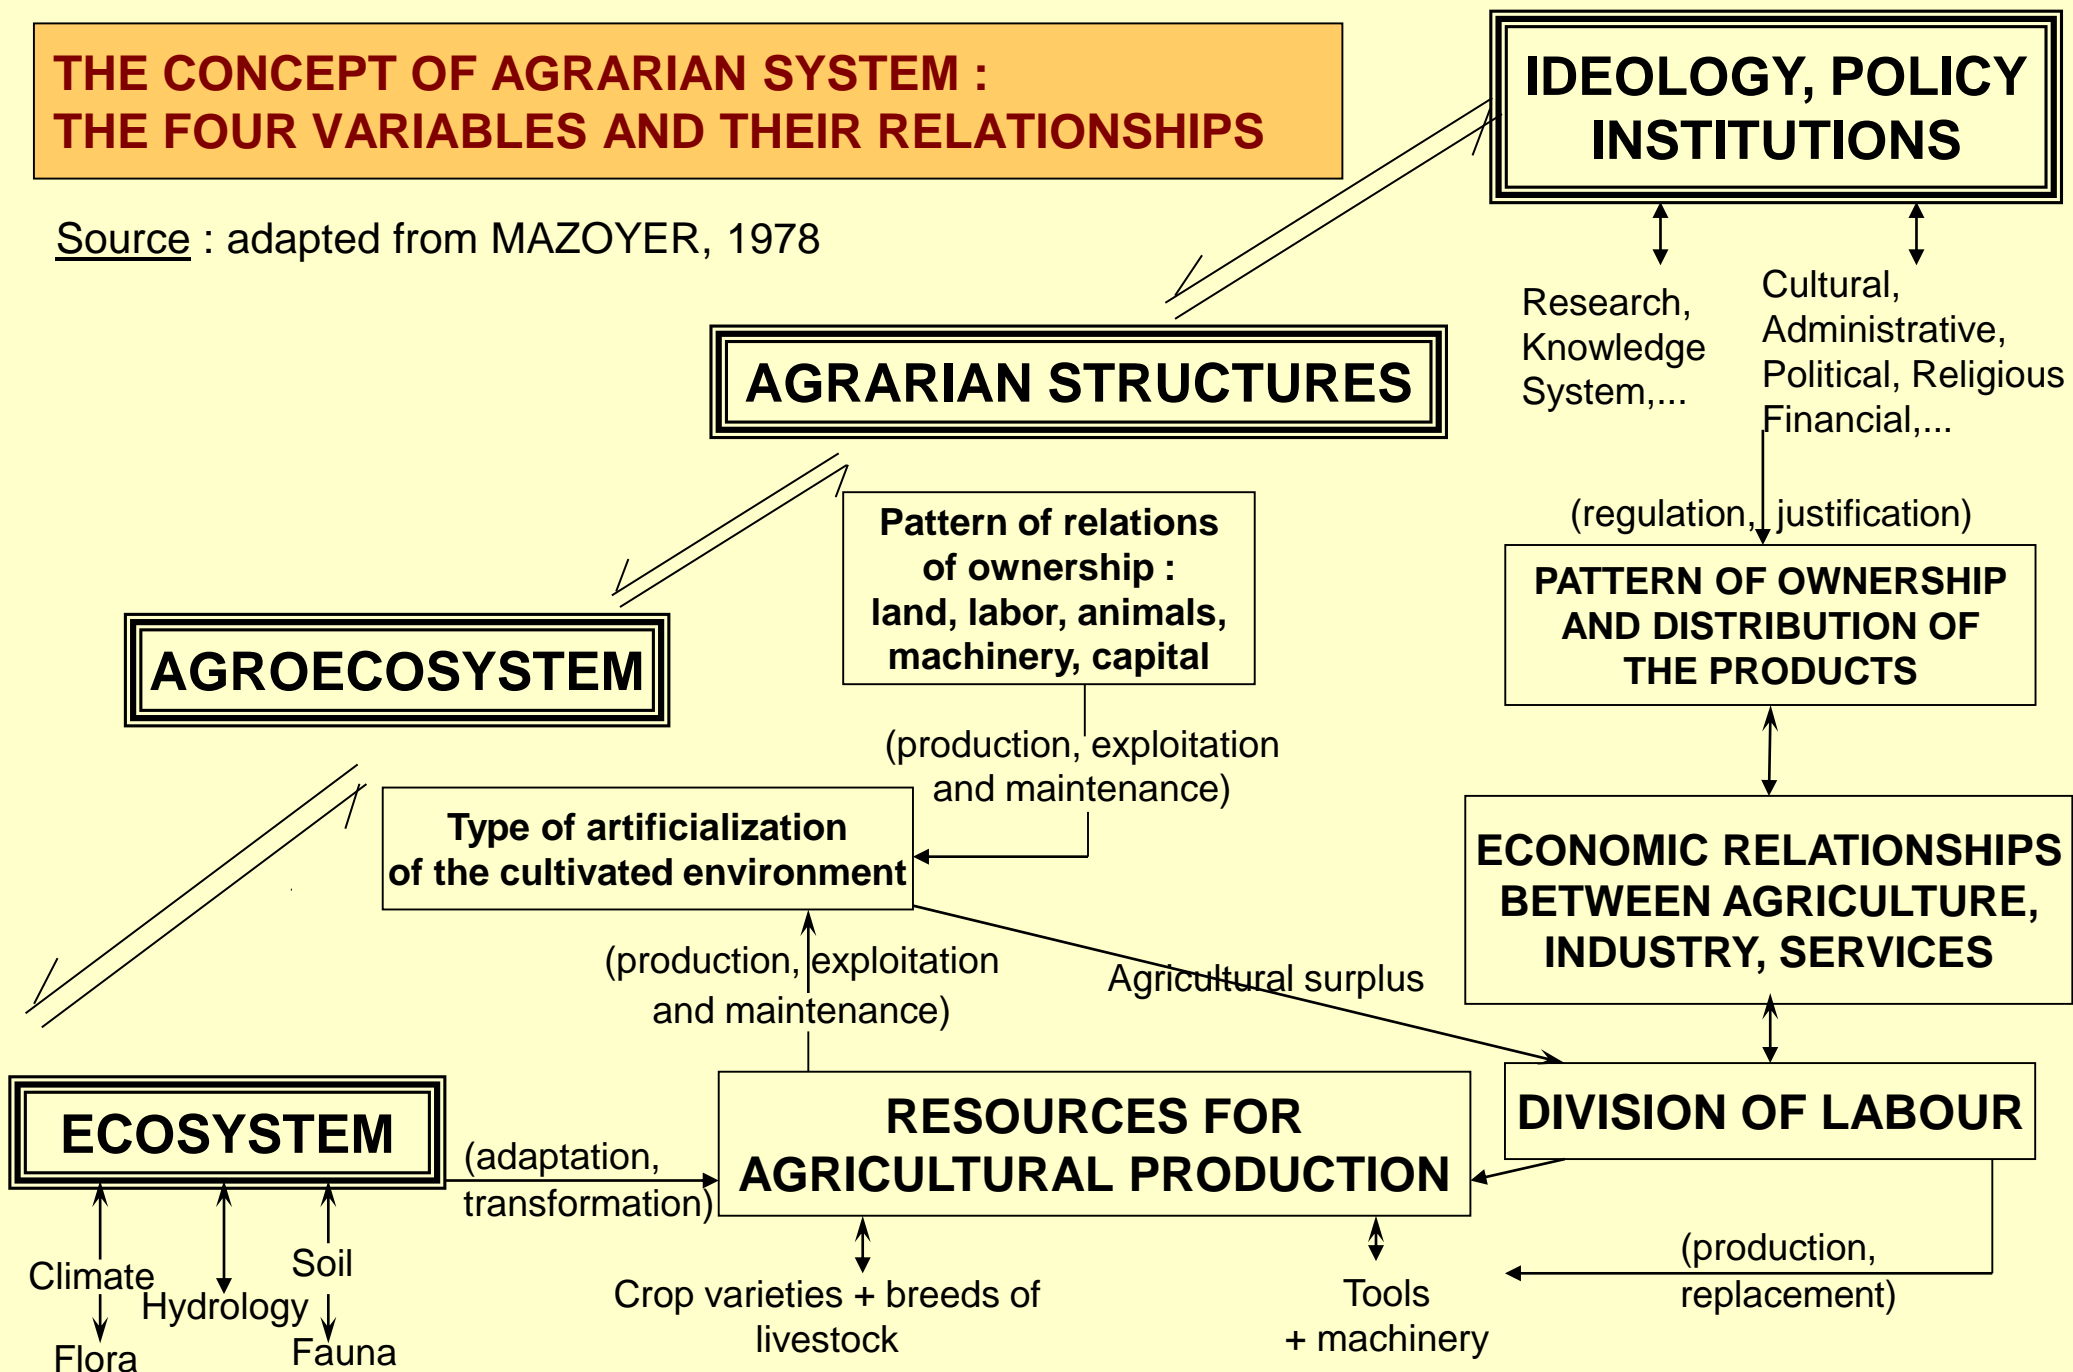 THE CONCEPT OF AGRARIAN SYSTEM :
THE FOUR VARIABLES AND THEIR RELATIONSHIPS
Source : adapted from MAZOYER, 1978
IDEOLOGY, POLICY
INSTITUTIONS
Research,
Knowledge
System,...
Cultural,
Administrative,
Political, Religious
Financial,...
AGRARIAN STRUCTURES
(regulation, justification)
Pattern of relations
of ownership :
land, labor, animals,
machinery, capital
PATTERN OF OWNERSHIP
AND DISTRIBUTION OF
THE PRODUCTS
AGROECOSYSTEM
(production, exploitation
and maintenance)
Type of artificialization
of the cultivated environment
ECONOMIC RELATIONSHIPS
BETWEEN AGRICULTURE,
INDUSTRY, SERVICES
(production, exploitation
and maintenance)
Agricultural surplus
ECOSYSTEM
(adaptation,
transformation)
RESOURCES FOR
AGRICULTURAL PRODUCTION
DIVISION OF LABOUR
Climate
Hydrology
Soil
Flora
Fauna
Crop varieties + breeds of
livestock
Tools
+ machinery
(production,
replacement)